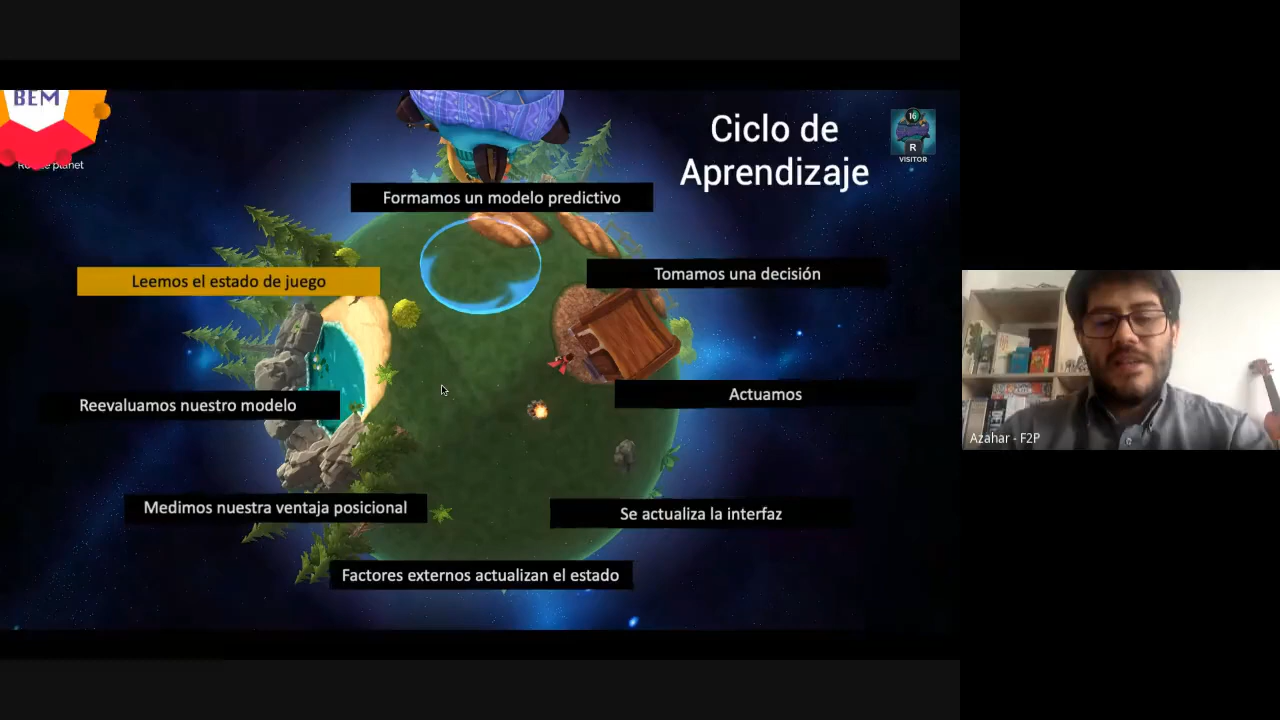 BEM
planet
Ciclo de
Aprendizaje
16
R
VISITOR
Formamos un modelo predictivo
Leemos el estado de juego
Tomamos una decisión
Reevaluamos nuestro modelo
Actuamos
Medimos nuestra ventaja posicional
Se actualiza la interfaz
Factores externos actualizan el estado
Azahar - F2P